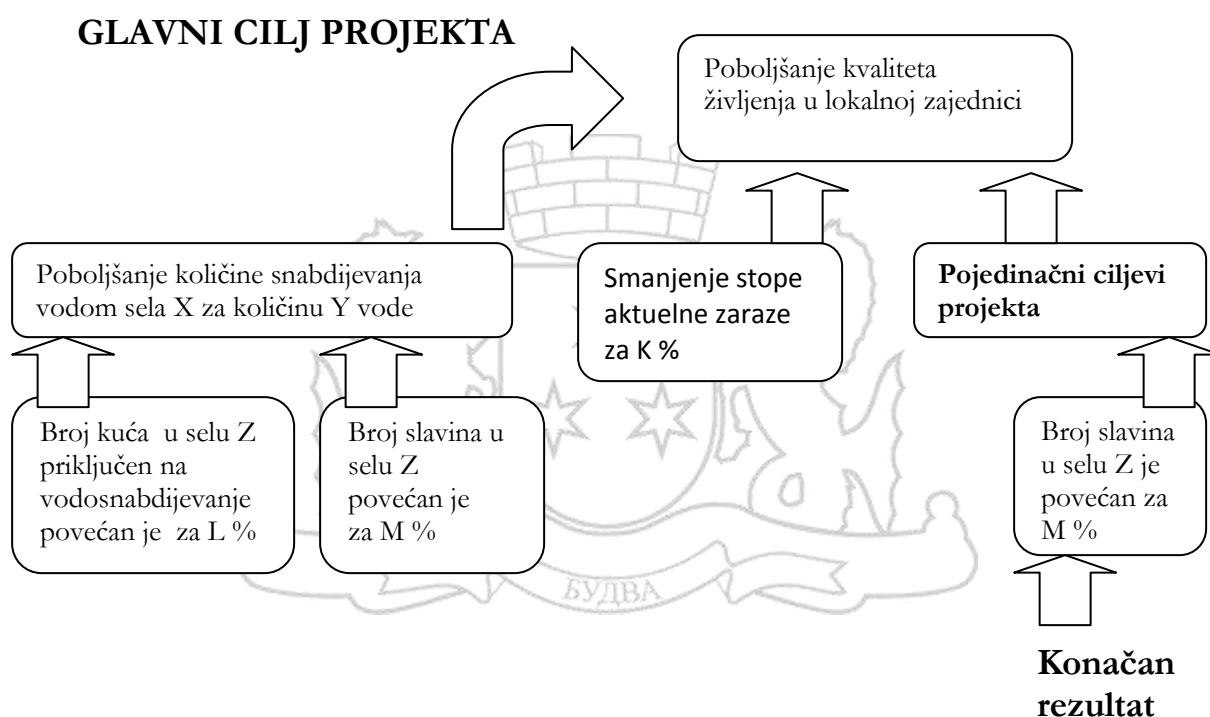 GLAVNI CILJ PROJEKTA
Poboljšanje kvaliteta
življenja u lokalnoj zajednici
Poboljšanje količine snabdijevanja
vodom sela X za količinu Y vode
Smanjenje stope
aktuelne zaraze
za K %
Pojedinačni ciljevi
projekta
Broj kuća u selu Z
priključen na
vodosnabdijevanje
povećan je za L %
Broj slavina u
selu Z
povećan je
za M %
Broj slavina
u selu Z je
povećan za
M %
БУДВА
Konačan
rezultat